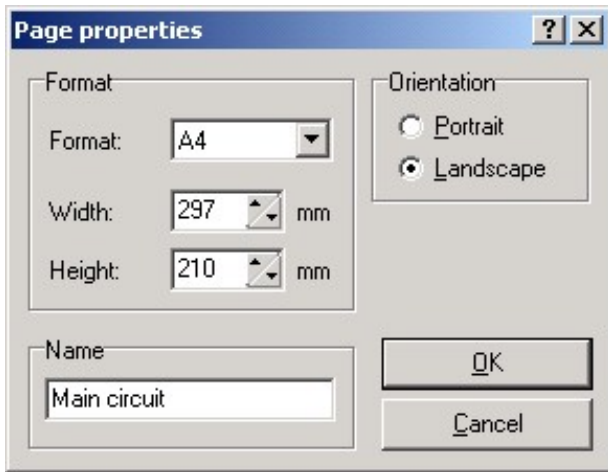 Page properties
Format
Format: A4
Width: 297 mm
Height: 210 mm
Orientation
Portrait
Landscape
Name
Main circuit
OK
Cancel